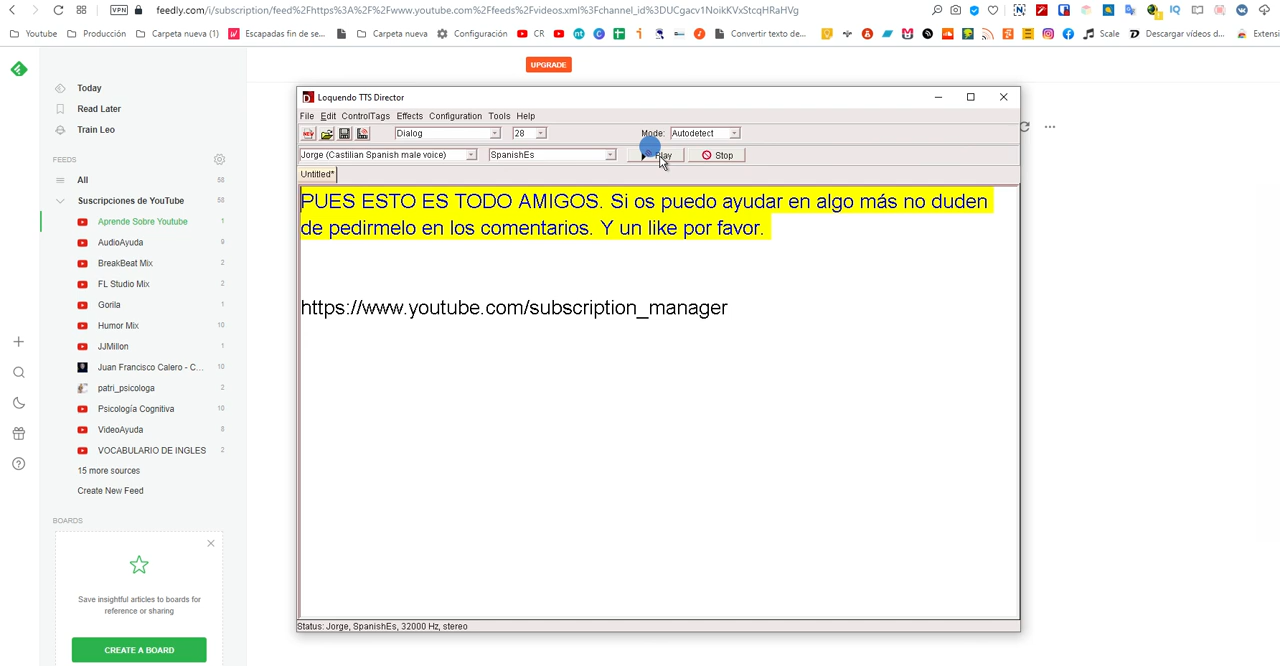 VPN
feedly.com/i/subscription/feed%2Fhttps%3A%2F%2Fwww.youtube.com%2Ffeeds%2Fvideos.xml%3Fchannel_id%3DUCgacv1NoikKVxStcqHRaHVg
Youtube
Producción
Carpeta nueva (1)
Escapadas fin de se...
Carpeta nueva
Configuración
CR
Convertir texto de...
Scale
Descargar vídeos d...
Extensi
UPGRADE
Today
Read Later
Train Leo
FEEDS
All 58
Suscripciones de YouTube 58
Aprende Sobre Youtube 1
AudioAyuda 9
BreakBeat Mix 2
FL Studio Mix 2
Gorila 1
Humor Mix 10
JJMillon 1
Juan Francisco Calero - C... 10
patri_psicologa 2
Psicología Cognitiva 10
VideoAyuda 8
VOCABULARIO DE INGLES 2
15 more sources
Create New Feed
BOARDS
Save insightful articles to boards for
reference or sharing
CREATE A BOARD
Loquendo TTS Director
File Edit ControlTags Effects Configuration Tools Help
Dialog 28 Mode: Autodetect
Jorge (Castilian Spanish male voice) SpanishEs Play Stop
Untitled*
PUES ESTO ES TODO AMIGOS. Si os puedo ayudar en algo más no duden
de pedirmelo en los comentarios. Y un like por favor.
https://www.youtube.com/subscription_manager
Status: Jorge, SpanishEs, 32000 Hz, stereo